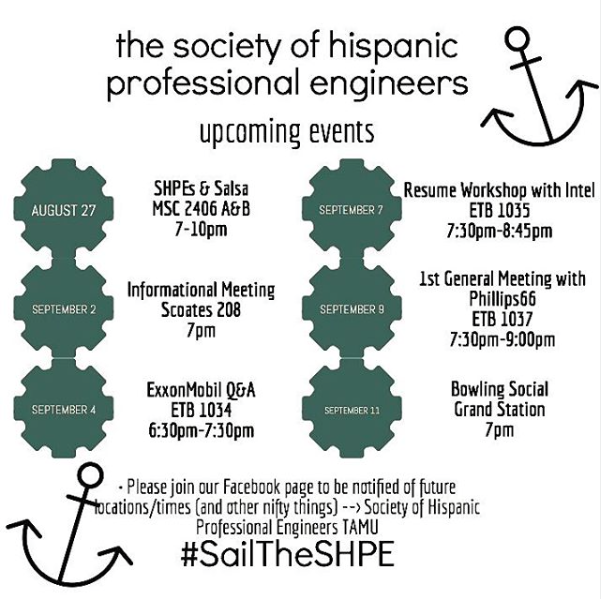 the society of hispanic
professional engineers
upcoming events
AUGUST 27
SHPEs & Salsa
MSC 2406 A&B
7-10pm
SEPTEMBER 2
Informational Meeting
Scoates 208
7pm
SEPTEMBER 4
ExxonMobil Q&A
ETB 1034
6:30pm-7:30pm
SEPTEMBER 7
Resume Workshop with Intel
ETB 1035
7:30pm-8:45pm
SEPTEMBER 9
1st General Meeting with
Phillips66
ETB 1037
7:30pm-9:00pm
SEPTEMBER 11
Bowling Social
Grand Station
7pm
· Please join our Facebook page to be notified of future
locations/times (and other nifty things) --> Society of Hispanic
Professional Engineers TAMU
#SailTheSHPE